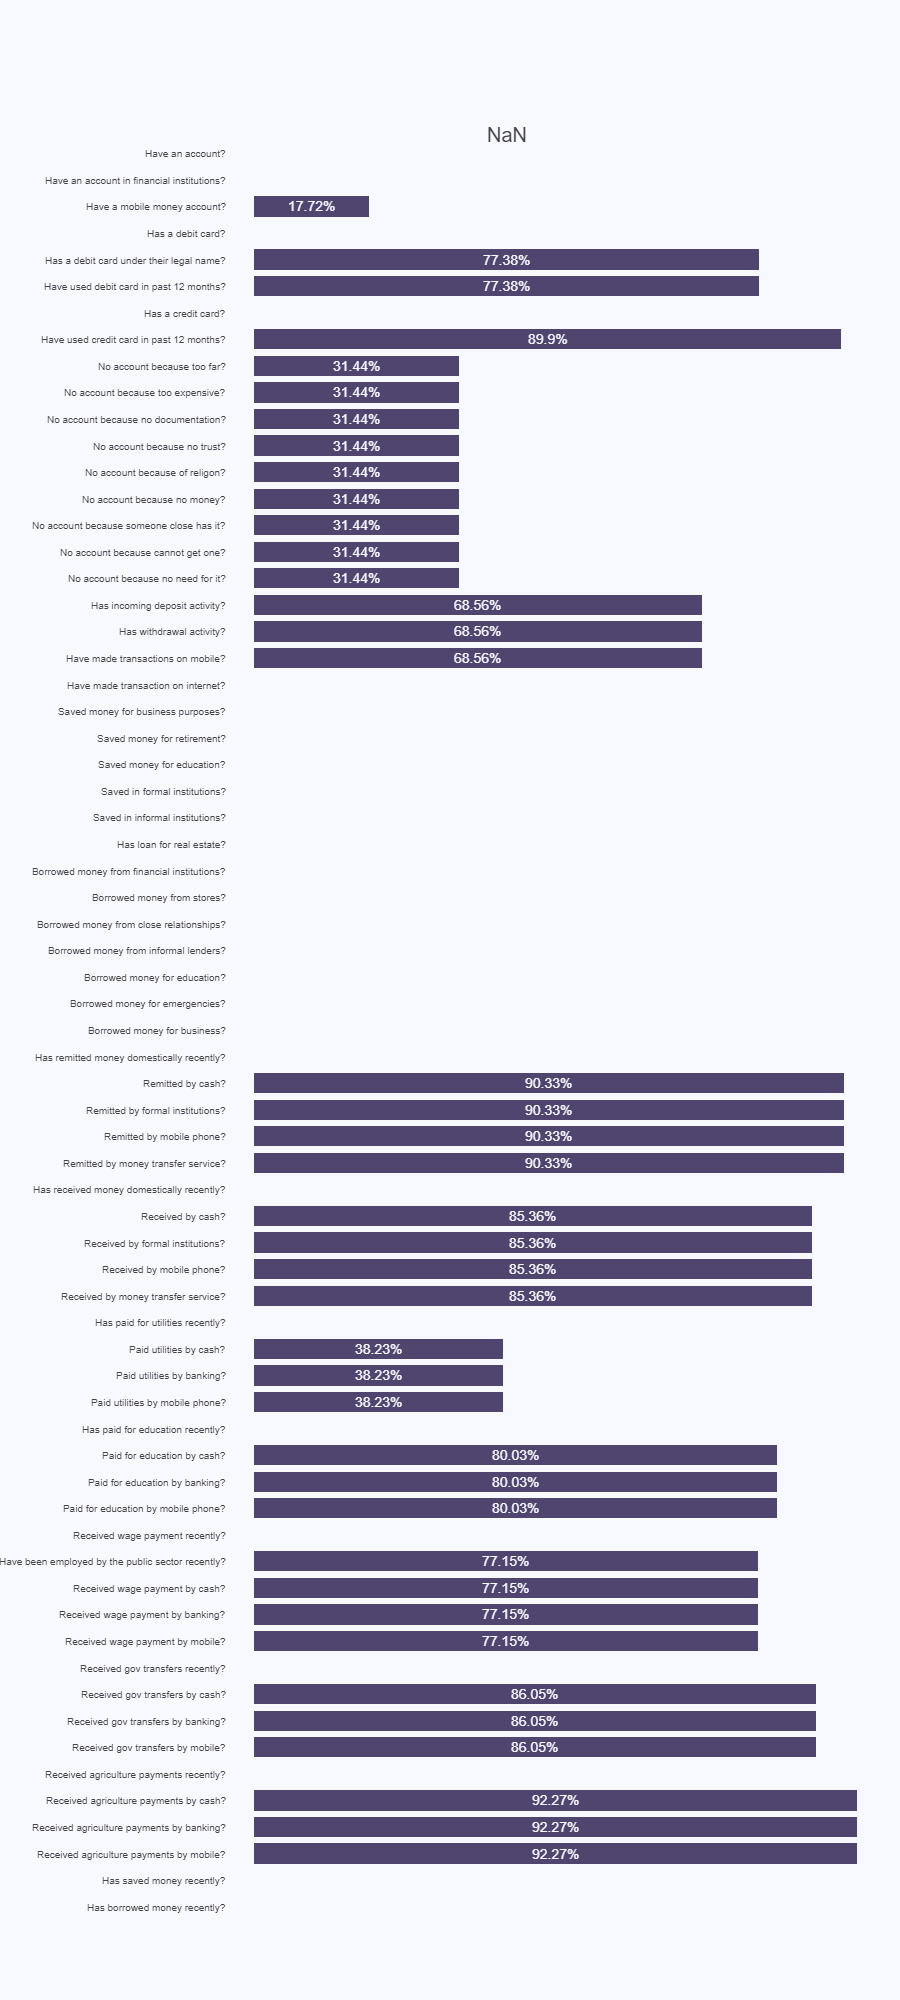 NaN
Have an account?
Have an account in financial institutions?
Have a mobile money account? 17.72%
Has a debit card?
Has a debit card under their legal name? 77.38%
Have used debit card in past 12 months? 77.38%
Has a credit card?
Have used credit card in past 12 months? 89.9%
No account because too far? 31.44%
No account because too expensive? 31.44%
No account because no documentation? 31.44%
No account because no trust? 31.44%
No account because of religon? 31.44%
No account because no money? 31.44%
No account because someone close has it? 31.44%
No account because cannot get one? 31.44%
No account because no need for it? 31.44%
Has incoming deposit activity? 68.56%
Has withdrawal activity? 68.56%
Have made transactions on mobile? 68.56%
Have made transaction on internet?
Saved money for business purposes?
Saved money for retirement?
Saved money for education?
Saved in formal institutions?
Saved in informal institutions?
Has loan for real estate?
Borrowed money from financial institutions?
Borrowed money from stores?
Borrowed money from close relationships?
Borrowed money from informal lenders?
Borrowed money for education?
Borrowed money for emergencies?
Borrowed money for business?
Has remitted money domestically recently?
Remitted by cash? 90.33%
Remitted by formal institutions? 90.33%
Remitted by mobile phone? 90.33%
Remitted by money transfer service? 90.33%
Has received money domestically recently?
Received by cash? 85.36%
Received by formal institutions? 85.36%
Received by mobile phone? 85.36%
Received by money transfer service? 85.36%
Has paid for utilities recently?
Paid utilities by cash? 38.23%
Paid utilities by banking? 38.23%
Paid utilities by mobile phone? 38.23%
Has paid for education recently?
Paid for education by cash? 80.03%
Paid for education by banking? 80.03%
Paid for education by mobile phone? 80.03%
Received wage payment recently?
Have been employed by the public sector recently? 77.15%
Received wage payment by cash? 77.15%
Received wage payment by banking? 77.15%
Received wage payment by mobile? 77.15%
Received gov transfers recently?
Received gov transfers by cash? 86.05%
Received gov transfers by banking? 86.05%
Received gov transfers by mobile? 86.05%
Received agriculture payments recently?
Received agriculture payments by cash? 92.27%
Received agriculture payments by banking? 92.27%
Received agriculture payments by mobile? 92.27%
Has saved money recently?
Has borrowed money recently?